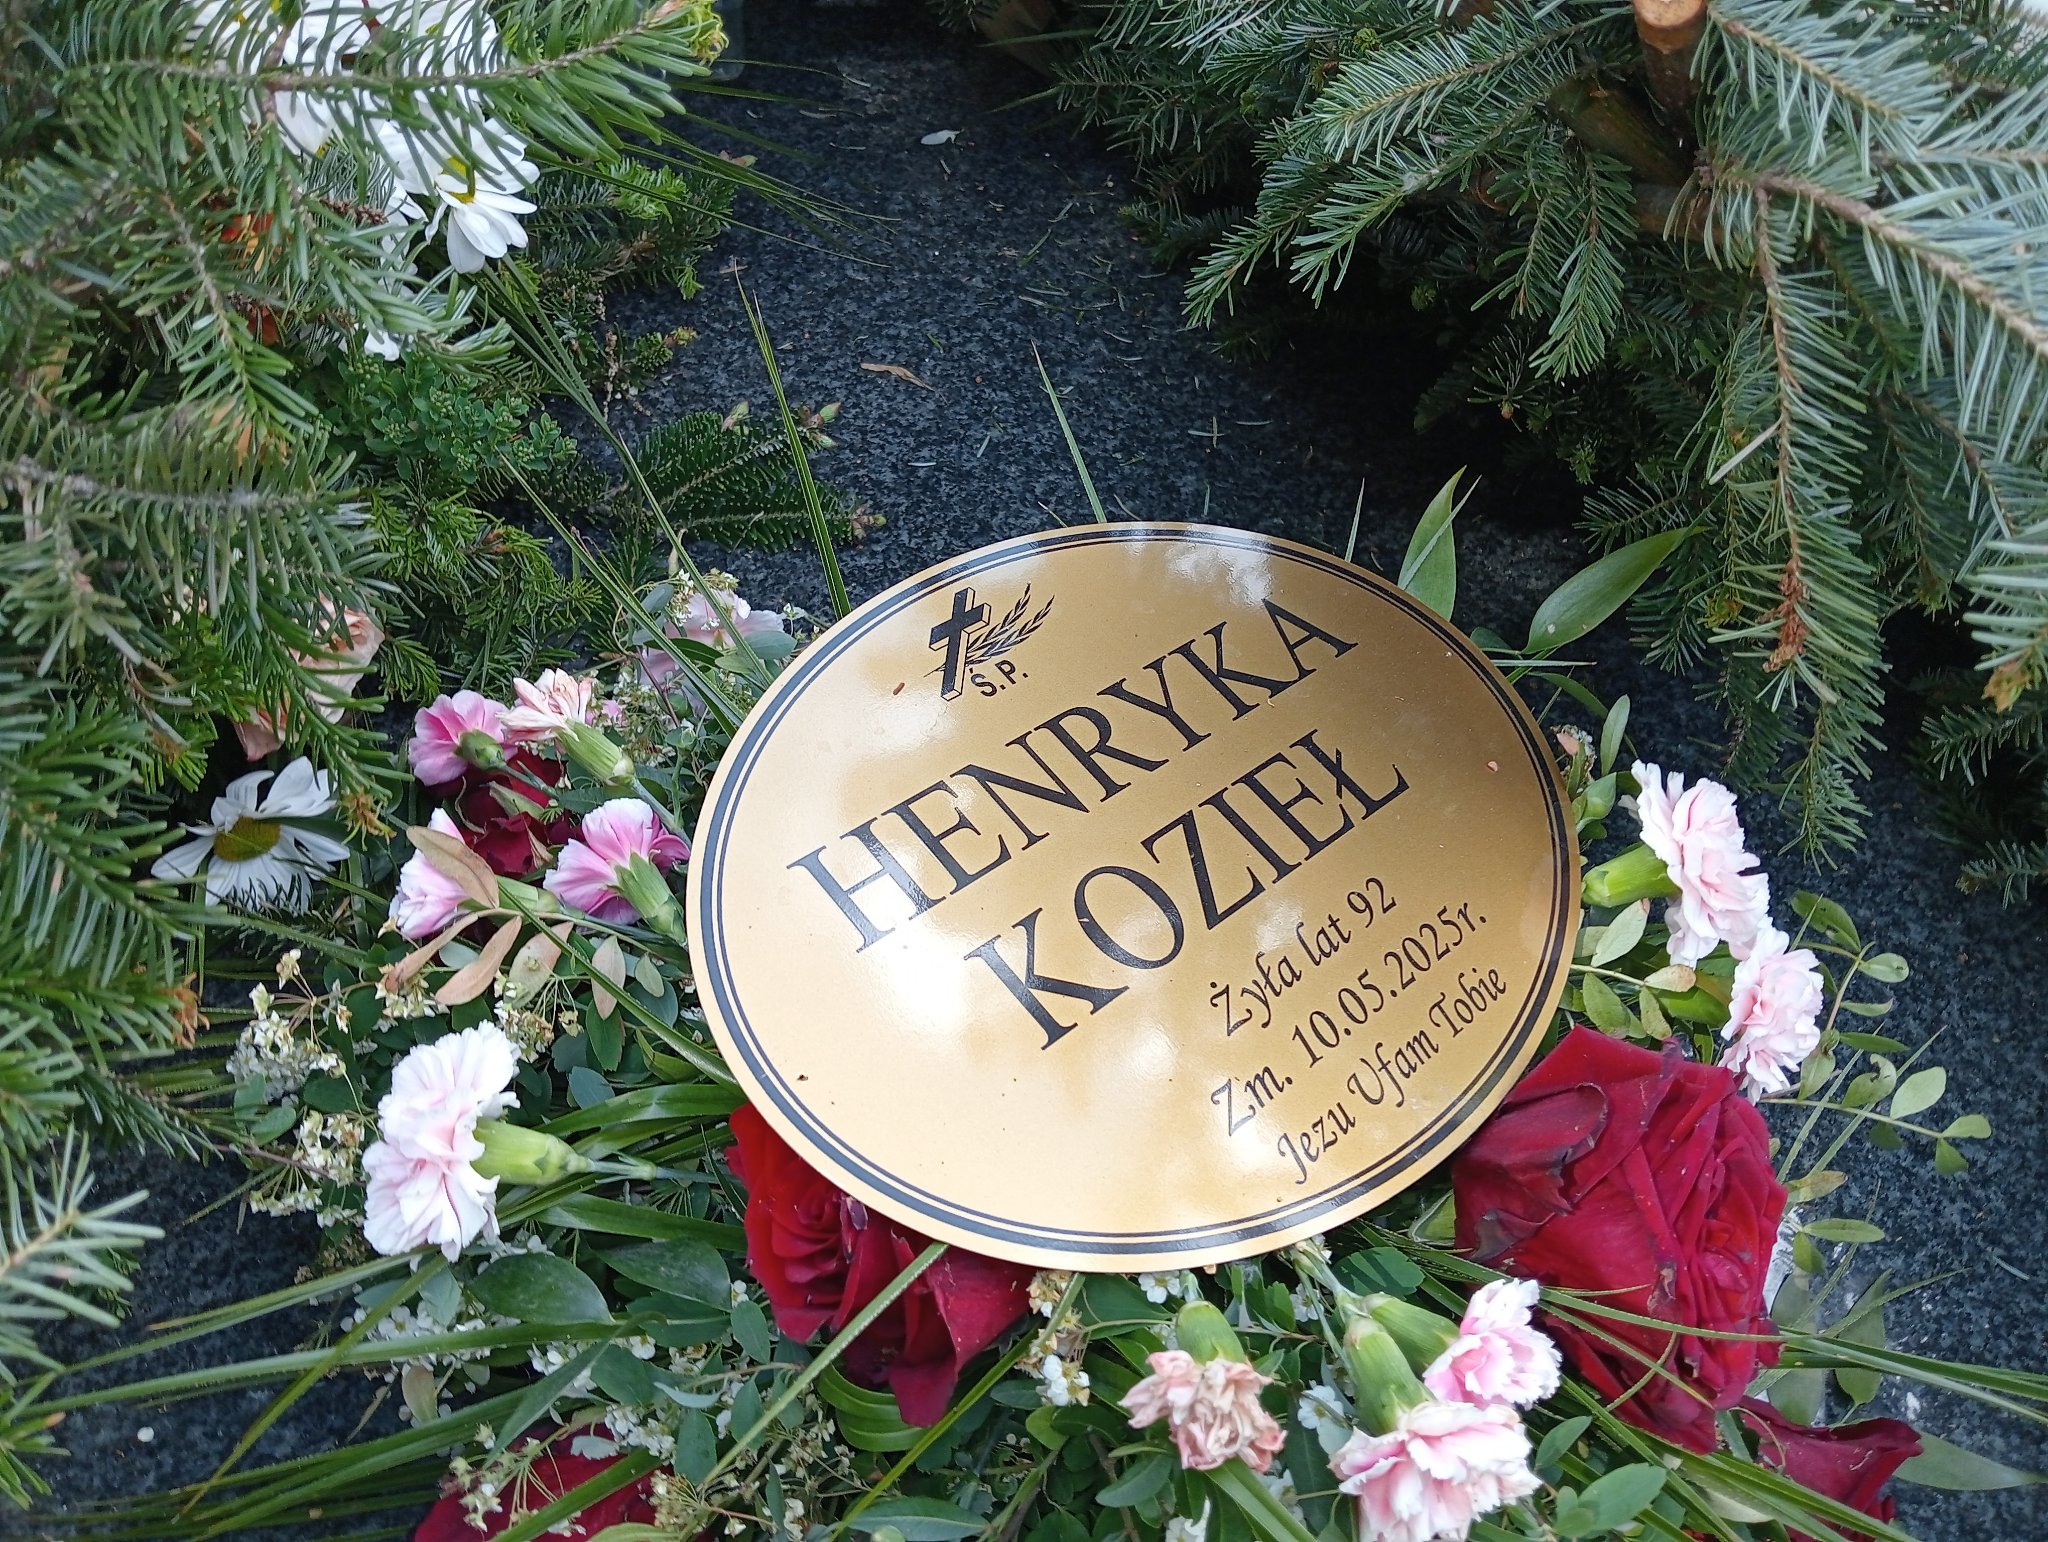 Ś.P.
HENRYKA
KOZIEŁ
Żyła lat 92
Zm. 10.05.2025r.
Jezu Ufam Tobie